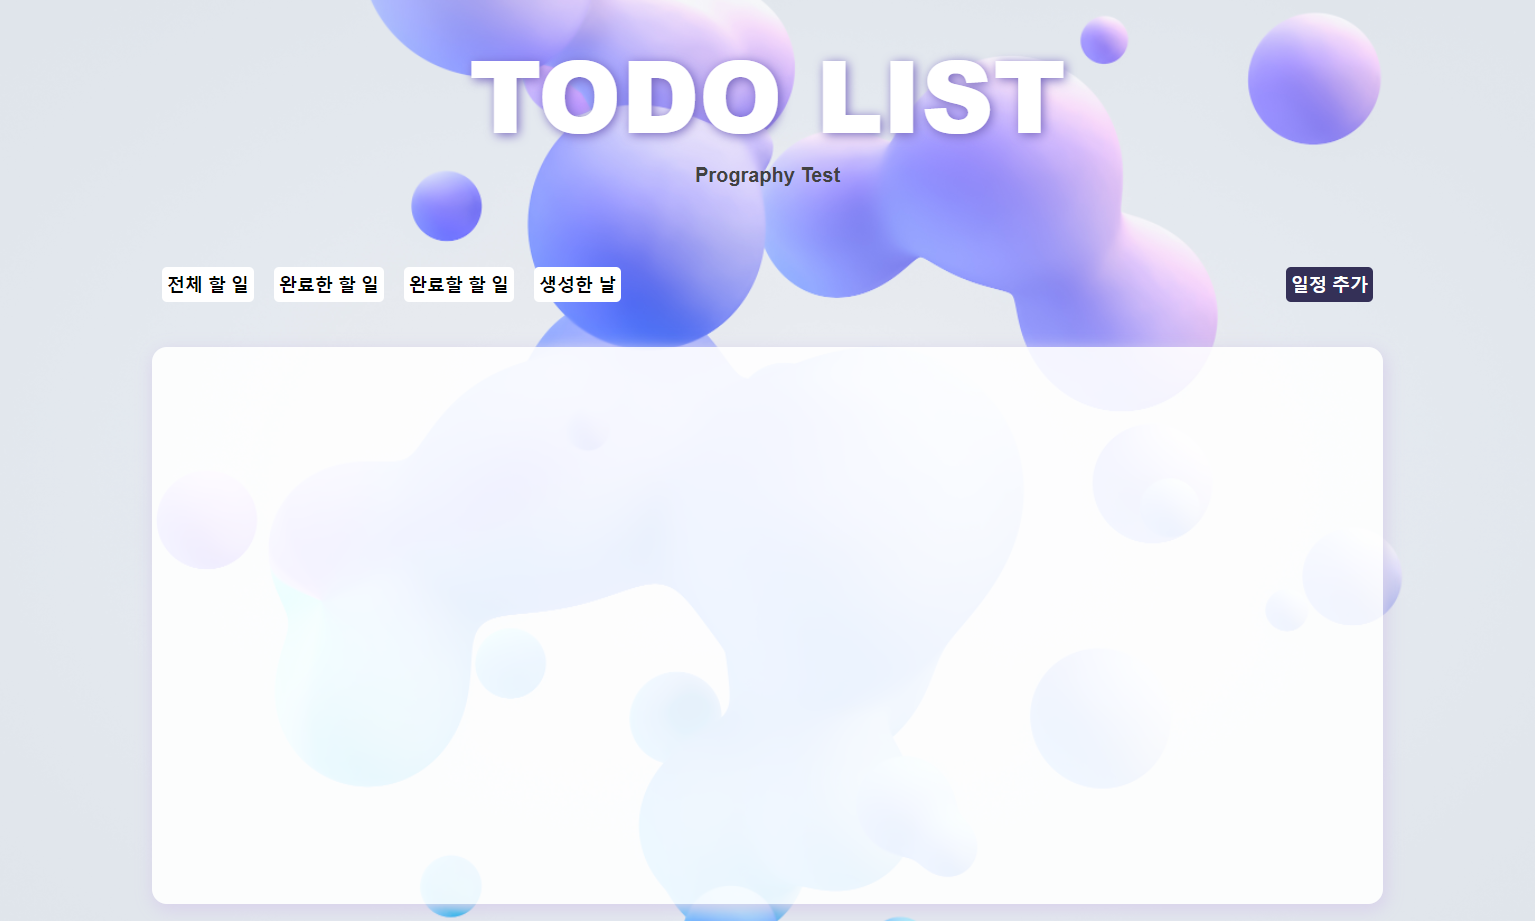 TODO LIST
Prography Test
전체 할 일 완료한 할 일 완료할 할 일 생성한 날 일정 추가